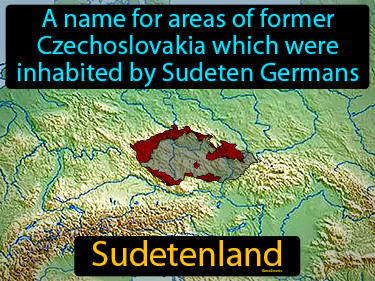 A name for areas of former
Czechoslovakia which were
inhabited by Sudeten Germans
Sudetenland